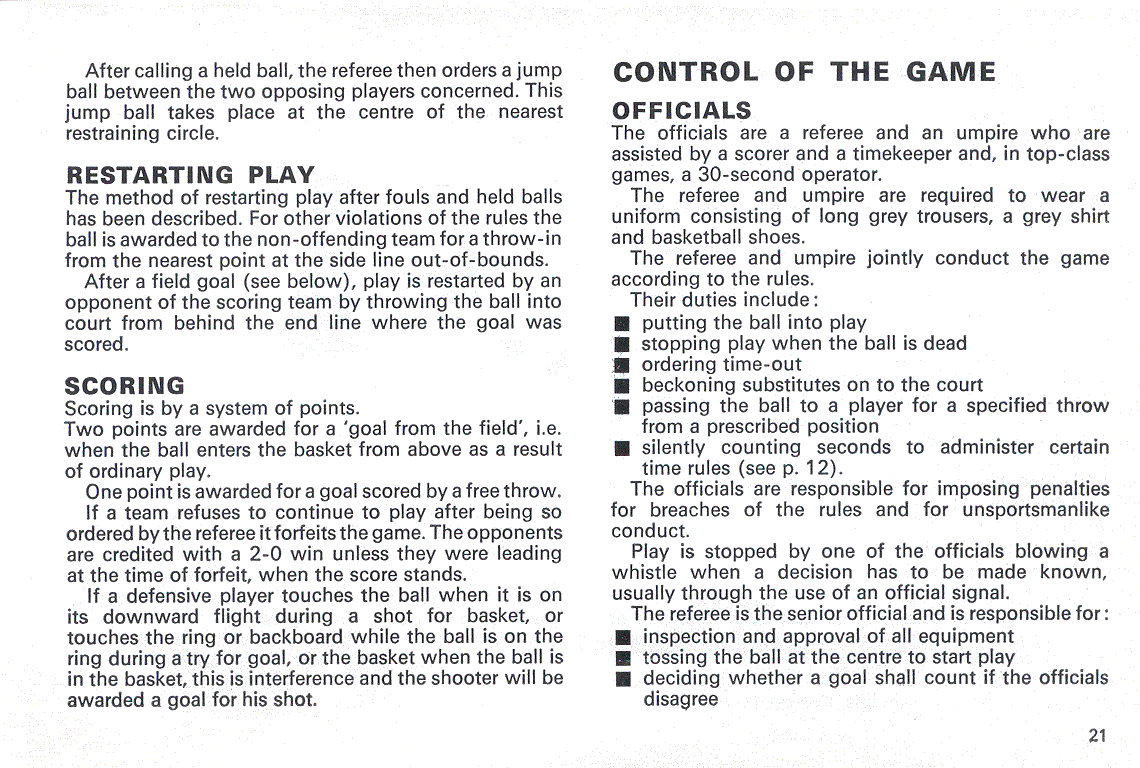 After calling a held ball, the referee then orders a jump
ball between the two opposing players concerned. This
jump ball takes place at the centre of the nearest
restraining circle.
RESTARTING PLAY
The method of restarting play after fouls and held balls
has been described. For other violations of the rules the
ball is awarded to the non-offending team for a throw-in
from the nearest point at the side line out-of-bounds.
After a field goal (see below), play is restarted by an
opponent of the scoring team by throwing the ball into
court from behind the end line where the goal was
scored.
SCORING
Scoring is by a system of points.
Two points are awarded for a 'goal from the field', i.e.
when the ball enters the basket from above as a result
of ordinary play.
One point is awarded for a goal scored by a free throw.
If a team refuses to continue to play after being so
ordered by the referee it forfeits the game. The opponents
are credited with a 2-0 win unless they were leading
at the time of forfeit, when the score stands.
If a defensive player touches the ball when it is on
its downward flight during a shot for basket, or
touches the ring or backboard while the ball is on the
ring during a try for goal, or the basket when the ball is
in the basket, this is interference and the shooter will be
awarded a goal for his shot.
CONTROL OF THE GAME
OFFICIALS
The officials are a referee and an umpire who are
assisted by a scorer and a timekeeper and, in top-class
games, a 30-second operator.
The referee and umpire are required to wear a
uniform consisting of long grey trousers, a grey shirt
and basketball shoes.
The referee and umpire jointly conduct the game
according to the rules.
Their duties include:
■ putting the ball into play
■ stopping play when the ball is dead
■ ordering time-out
■ beckoning substitutes on to the court
■ passing the ball to a player for a specified throw
from a prescribed position
■ silently counting seconds to administer certain
time rules (see p. 12).
The officials are responsible for imposing penalties
for breaches of the rules and for unsportsmanlike
conduct.
Play is stopped by one of the officials blowing a
whistle when a decision has to be made known,
usually through the use of an official signal.
The referee is the senior official and is responsible for:
■ inspection and approval of all equipment
■ tossing the ball at the centre to start play
■ deciding whether a goal shall count if the officials
disagree
21